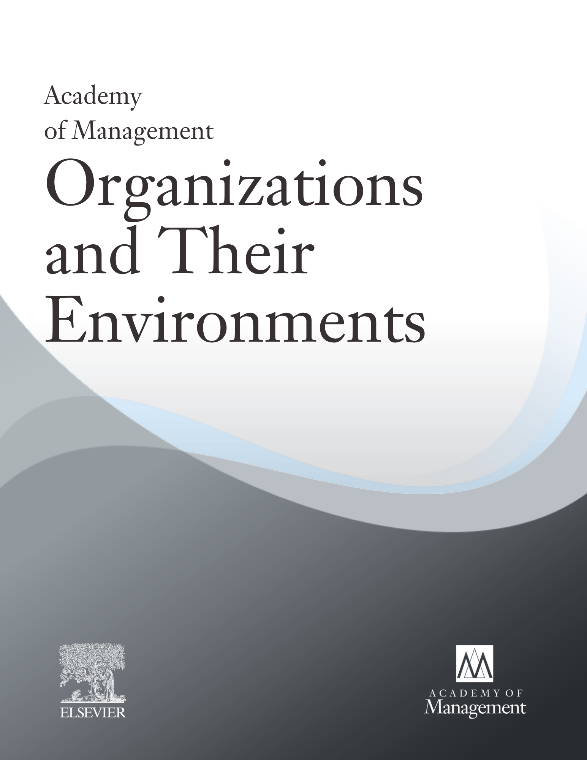 Academy
of Management
Organizations
and Their
Environments
ELSEVIER
ACADEMY OF
Management